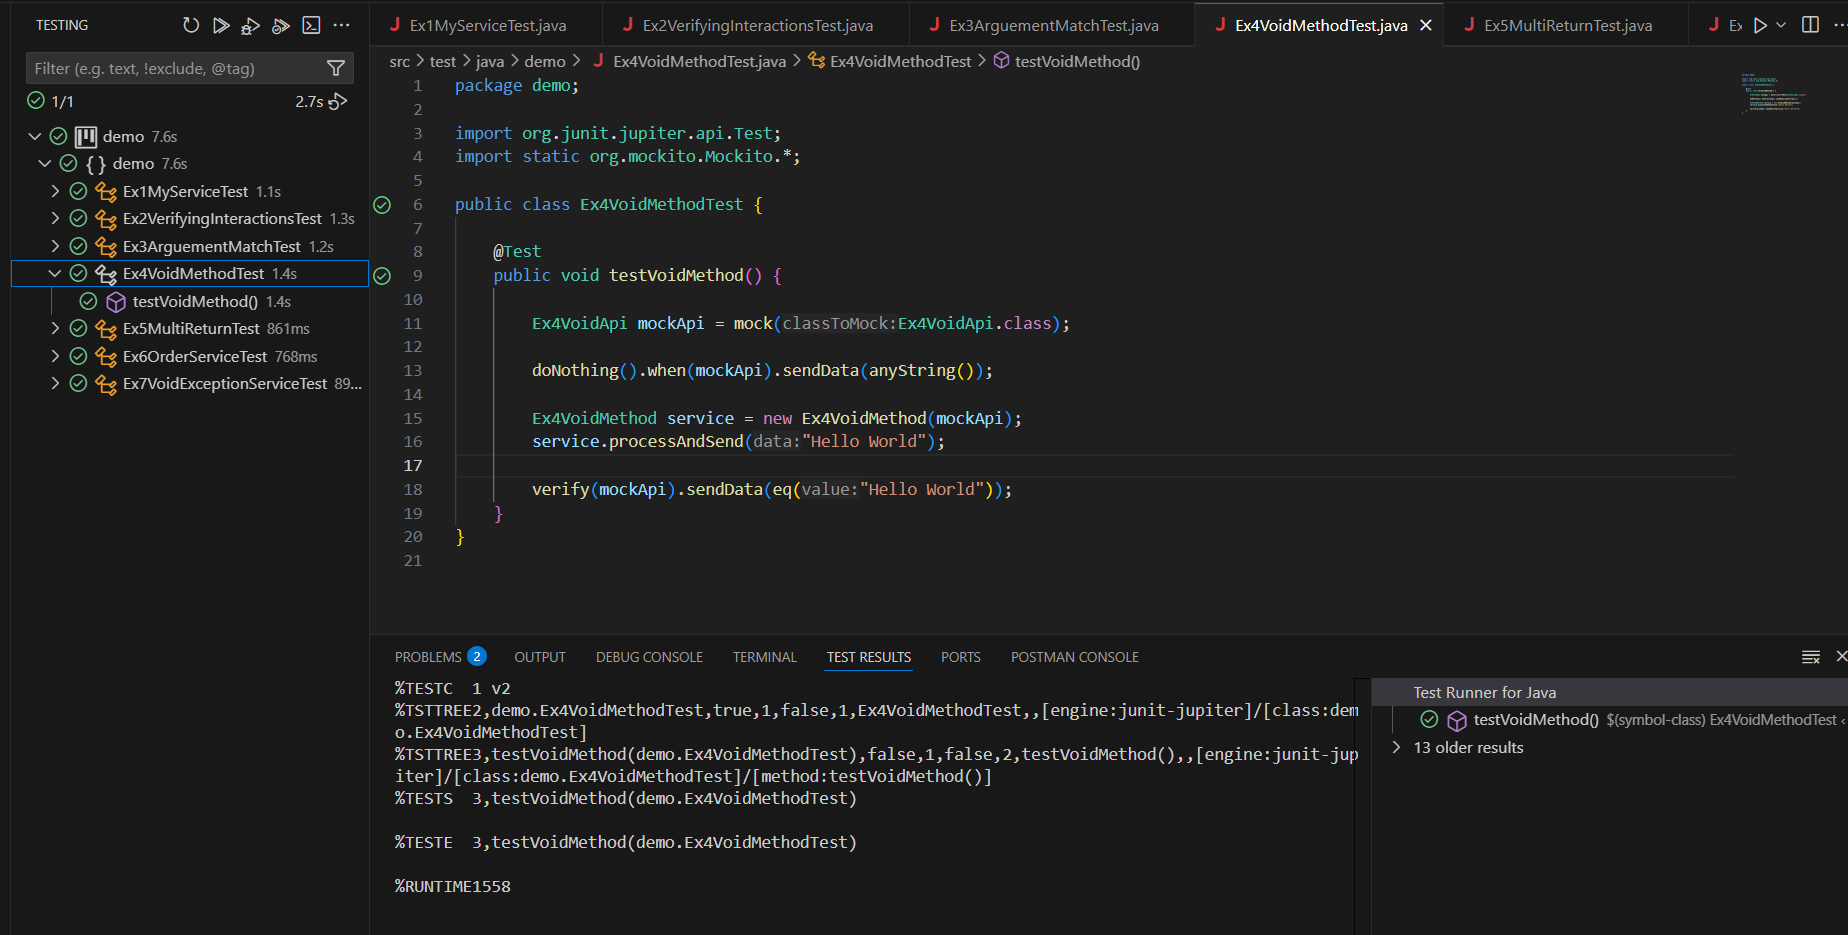 TESTING
Filter (e.g. text, !exclude, @tag)
1/1
2.7s
demo 7.6s
{} demo 7.6s
Ex1MyServiceTest 1.1s
Ex2VerifyingInteractionsTest 1.3s
Ex3ArguementMatchTest 1.2s
Ex4VoidMethodTest 1.4s
testVoidMethod() 1.4s
Ex5MultiReturnTest 861ms
Ex6OrderServiceTest 768ms
Ex7VoidExceptionServiceTest 89...
J Ex1MyServiceTest.java
J Ex2VerifyingInteractionsTest.java
J Ex3ArguementMatchTest.java
J Ex4VoidMethodTest.java
J Ex5MultiReturnTest.java
J Ex
src > test > java > demo > J Ex4VoidMethodTest.java > Ex4VoidMethodTest > testVoidMethod()
1 package demo;
2
3 import org.junit.jupiter.api.Test;
4 import static org.mockito.Mockito.*;
5
6 public class Ex4VoidMethodTest {
7
8 @Test
9 public void testVoidMethod() {
10
11 Ex4VoidApi mockApi = mock(classToMock:Ex4VoidApi.class);
12
13 doNothing().when(mockApi).sendData(anyString());
14
15 Ex4VoidMethod service = new Ex4VoidMethod(mockApi);
16 service.processAndSend(data:"Hello World");
17
18 verify(mockApi).sendData(eq(value:"Hello World"));
19 }
20 }
21
PROBLEMS 2 OUTPUT DEBUG CONSOLE TERMINAL TEST RESULTS PORTS POSTMAN CONSOLE
%TESTC 1 v2
%TSTTREE2,demo.Ex4VoidMethodTest,true,1,false,1,Ex4VoidMethodTest,,[engine:junit-jupiter]/[class:dem
o.Ex4VoidMethodTest]
%TSTTREE3,testVoidMethod(demo.Ex4VoidMethodTest),false,1,false,2,testVoidMethod(),,[engine:junit-jup
iter]/[class:demo.Ex4VoidMethodTest]/[method:testVoidMethod()]
%TESTS 3,testVoidMethod(demo.Ex4VoidMethodTest)
%TESTE 3,testVoidMethod(demo.Ex4VoidMethodTest)
%RUNTIME1558
Test Runner for Java
testVoidMethod() $(symbol-class) Ex4VoidMethodTest <
13 older results